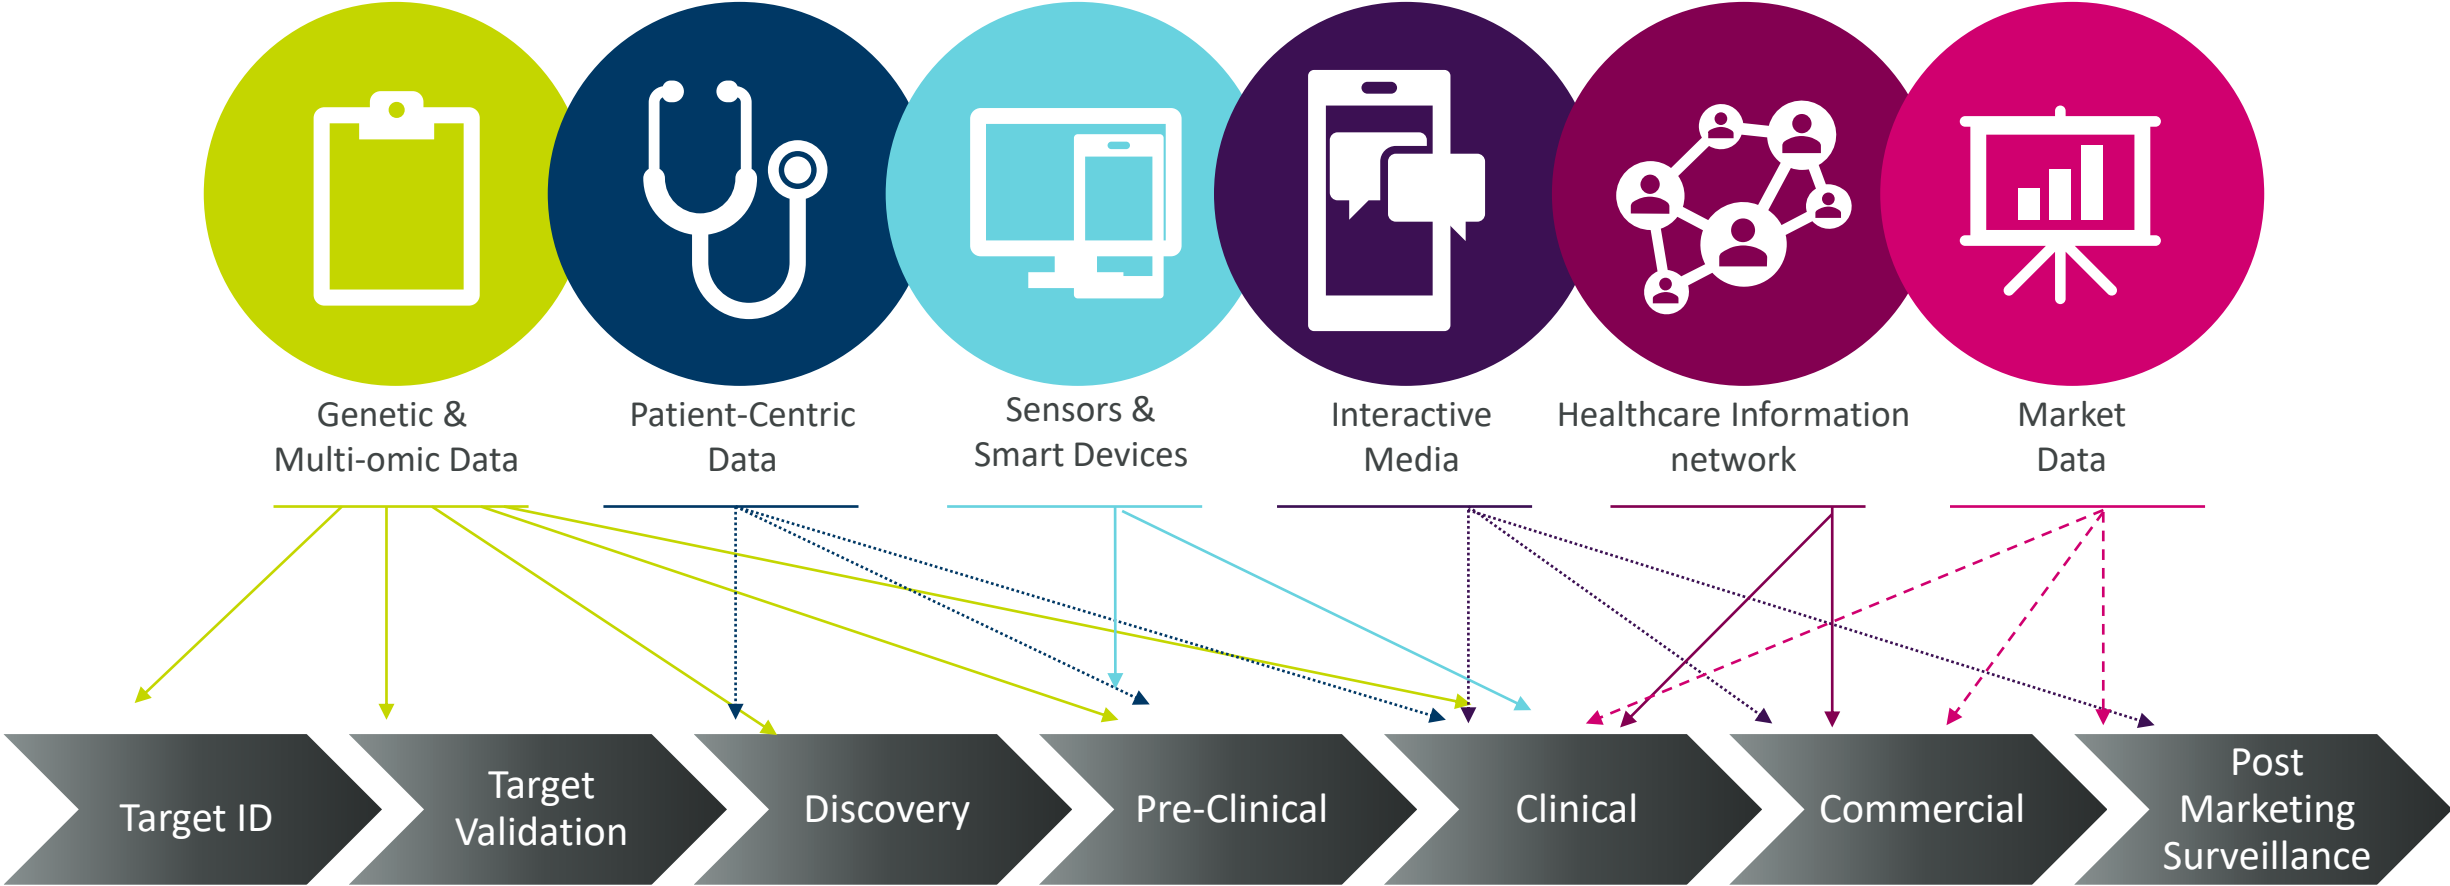 Genetic &
Multi-omic Data
Patient-Centric
Data
Sensors &
Smart Devices
Interactive
Media
Healthcare Information
network
Market
Data
Target ID
Target
Validation
Discovery
Pre-Clinical
Clinical
Commercial
Post
Marketing
Surveillance